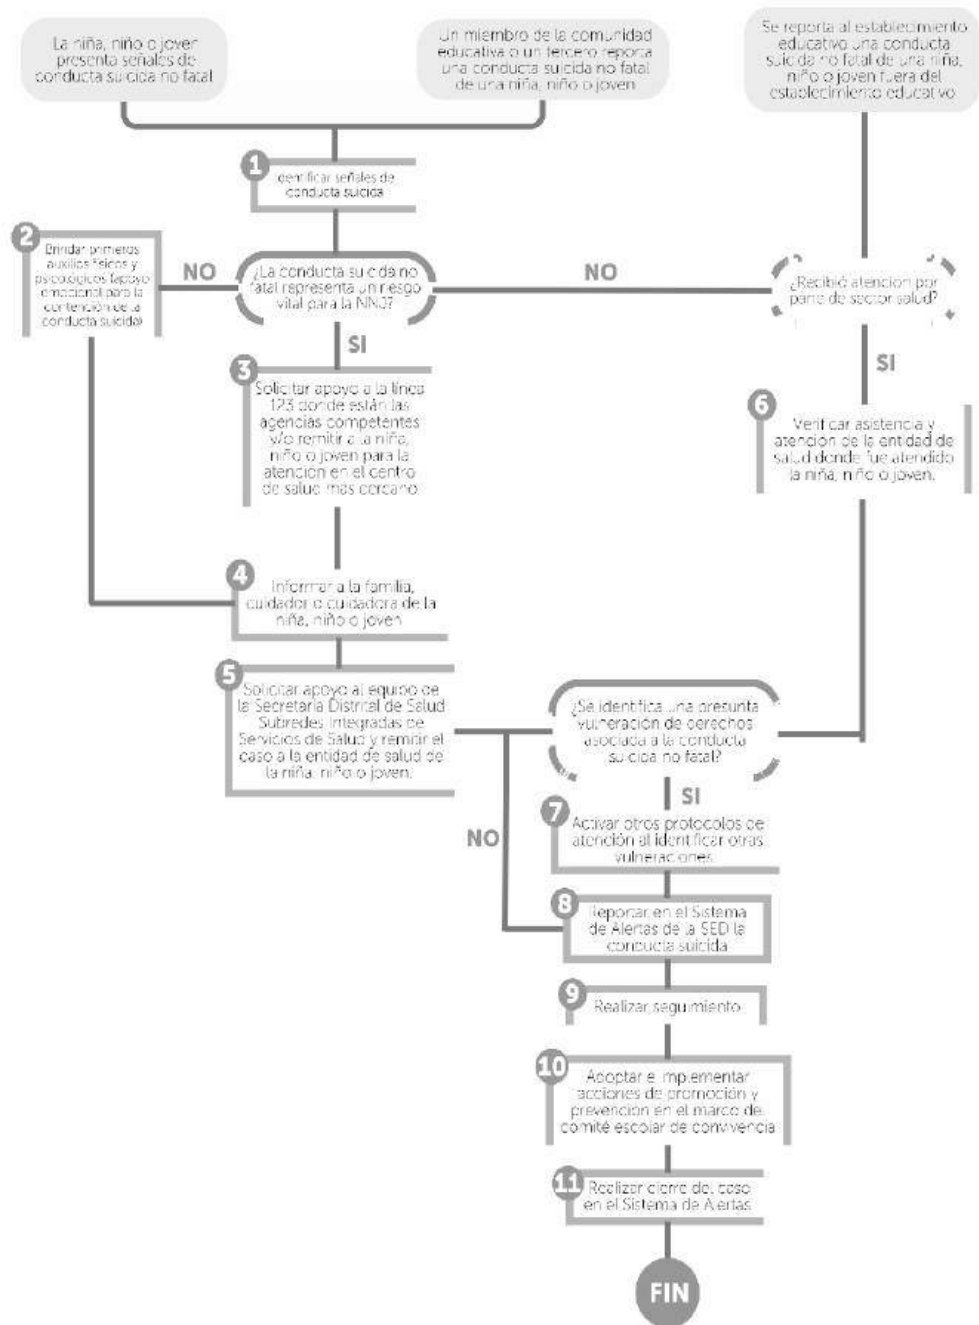 La niña, niño o joven
presenta señales de
conducta suicida no fatal
Un miembro de la comunidad
educativa o un tercero reporta
una conducta suicida no fatal
de una niña, niño o joven
Se reporta al establecimiento
educativo una conducta
suicida no fatal de una niña,
niño o joven fuera del
establecimiento educativo
1
dentificar señales de
conducta suicida
2
Brindar primeros
auxilios físicos y
psicológicos (apoyo
emocional para la
contención de la
conducta suicida)
NO
¿La conducta suicida no
fatal representa un riesgo
vital para la NNJ?
NO
¿Recibió atención por
parte de sector salud?
SI
SI
3
Solicitar apoyo a la línea
123 donde están las
agencias competentes
y/o remitir a la niña,
niño o joven para la
atención en el centro
de salud más cercano
6
Verificar asistencia y
atención de la entidad de
salud donde fue atendido
la niña, niño o joven.
4
Informar a la familia,
cuidador o cuidadora de la
niña, niño o joven
5
Solicitar apoyo al equipo de
la Secretaría Distrital de Salud
Subredes Integradas de
Servicios de Salud y remitir el
caso a la entidad de salud de
la niña, niño o joven.
¿Se identifica una presunta
vulneración de derechos
asociada a la conducta
suicida no fatal?
SI
NO
7
Activar otros protocolos de
atención al identificar otras
vulneraciones
8
Reportar en el Sistema
de Alertas de la SED la
conducta suicida
9
Realizar seguimiento
10
Adoptar e implementar
acciones de promoción y
prevención en el marco de
comité escolar de convivencia
11
Realizar cierre del caso
en el Sistema de Alertas
FIN